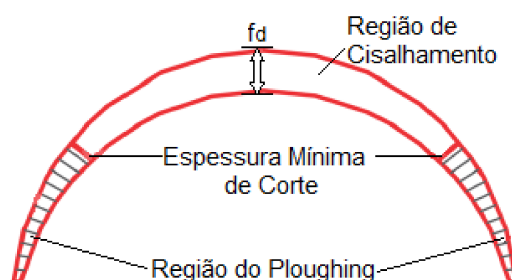 fd
Região de
Cisalhamento
Espessura Mínima
de Corte
Região do Ploughing